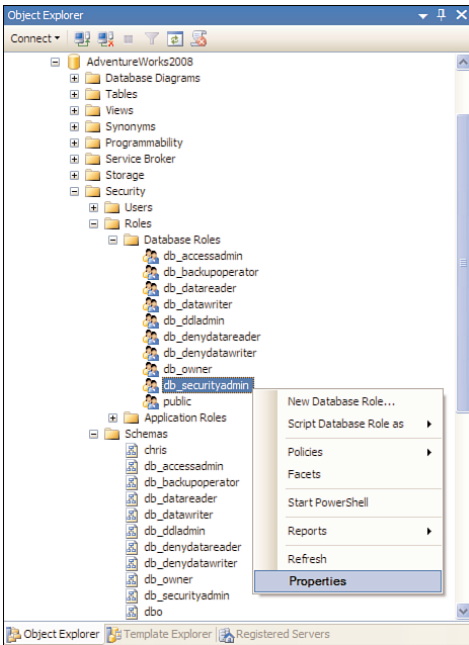 Object Explorer
Connect
AdventureWorks2008
Database Diagrams
Tables
Views
Synonyms
Programmability
Service Broker
Storage
Security
Users
Roles
Database Roles
db_accessadmin
db_backupoperator
db_datareader
db_datawriter
db_ddladmin
db_denydatareader
db_denydatawriter
db_owner
db_securityadmin
public
Application Roles
Schemas
chris
db_accessadmin
db_backupoperator
db_datareader
db_datawriter
db_ddladmin
db_denydatareader
db_denydatawriter
db_owner
db_securityadmin
dbo
New Database Role...
Script Database Role as
Policies
Facets
Start PowerShell
Reports
Refresh
Properties
Object Explorer Template Explorer Registered Servers